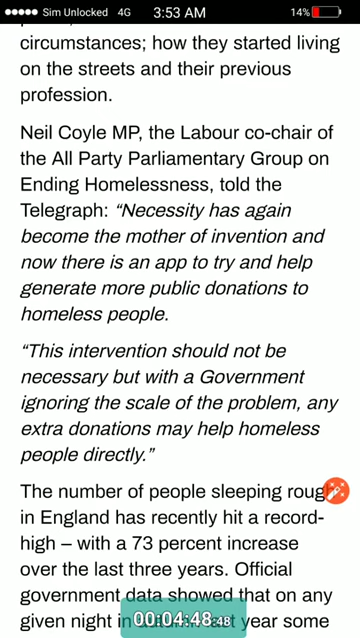 Sim Unlocked 4G 3:53 AM 14%
circumstances; how they started living
on the streets and their previous
profession.
Neil Coyle MP, the Labour co-chair of
the All Party Parliamentary Group on
Ending Homelessness, told the
Telegraph: “Necessity has again
become the mother of invention and
now there is an app to try and help
generate more public donations to
homeless people.
“This intervention should not be
necessary but with a Government
ignoring the scale of the problem, any
extra donations may help homeless
people directly.”
The number of people sleeping rough
in England has recently hit a record-
high – with a 73 percent increase
over the last three years. Official
government data showed that on any
given night in year some
00:04:48.48